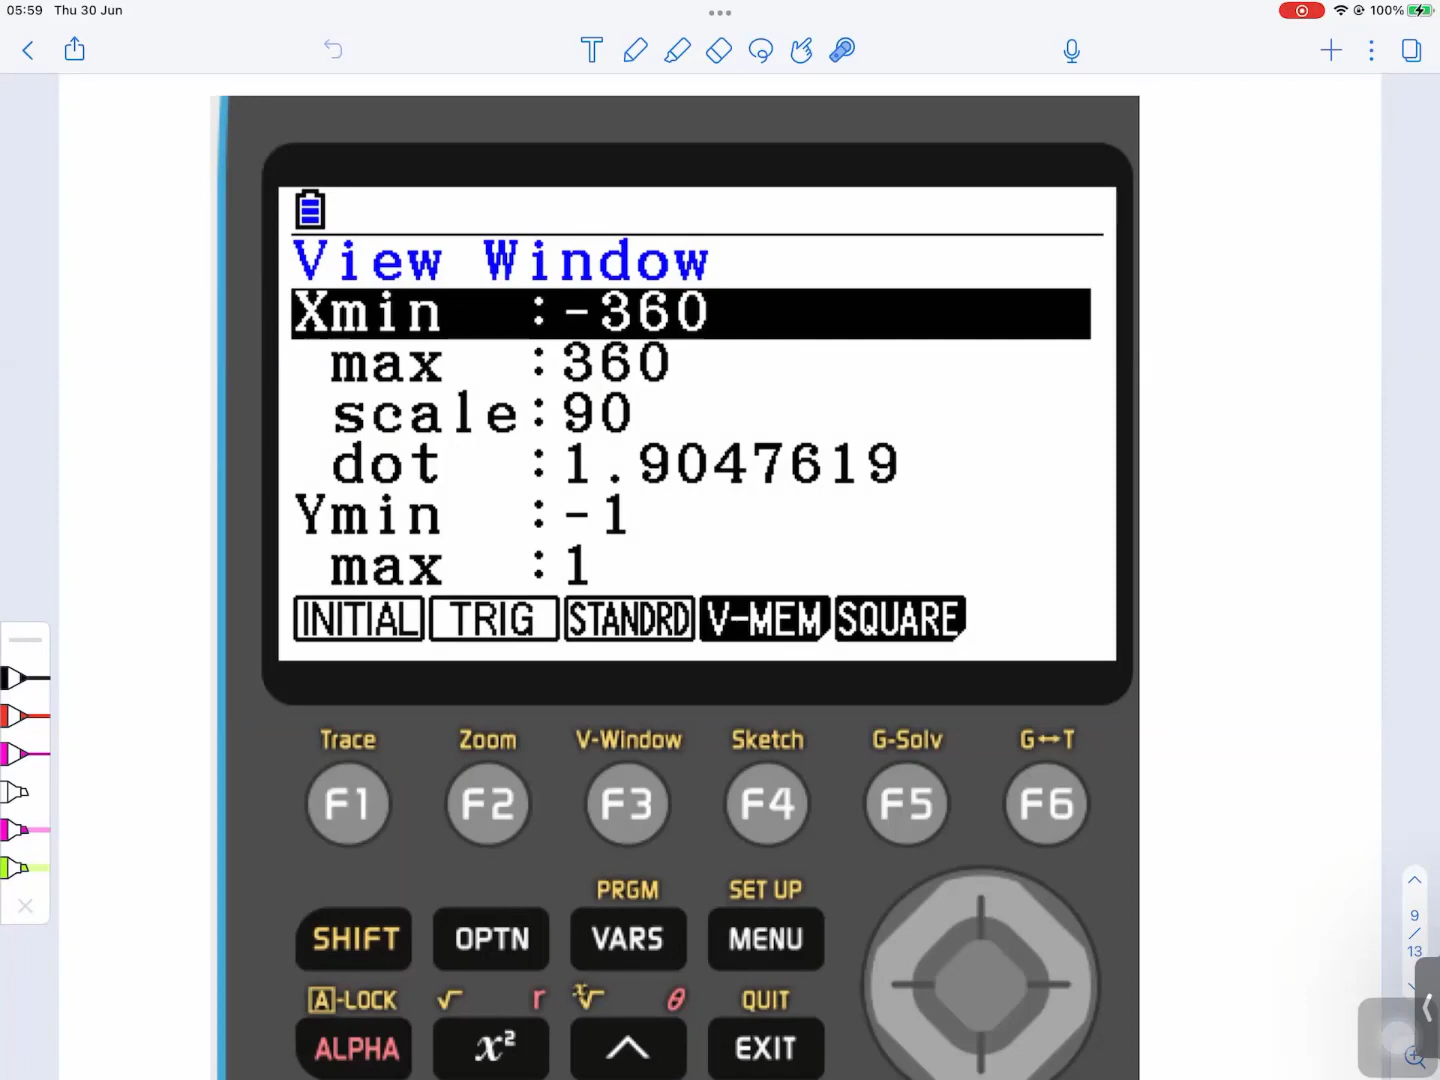 05:59 Thu 30 Jun
100%
T
View Window
Xmin :-360
max :360
scale:90
dot :1.9047619
Ymin :-1
max :1
INITIAL TRIG STANDRD V-MEM SQUARE
Trace Zoom V-Window Sketch G-Solv G↔T
F1 F2 F3 F4 F5 F6
PRGM SET UP
SHIFT OPTN VARS MENU
A-LOCK √ r ˣ√ θ QUIT
ALPHA x² ^ EXIT
9
/
13